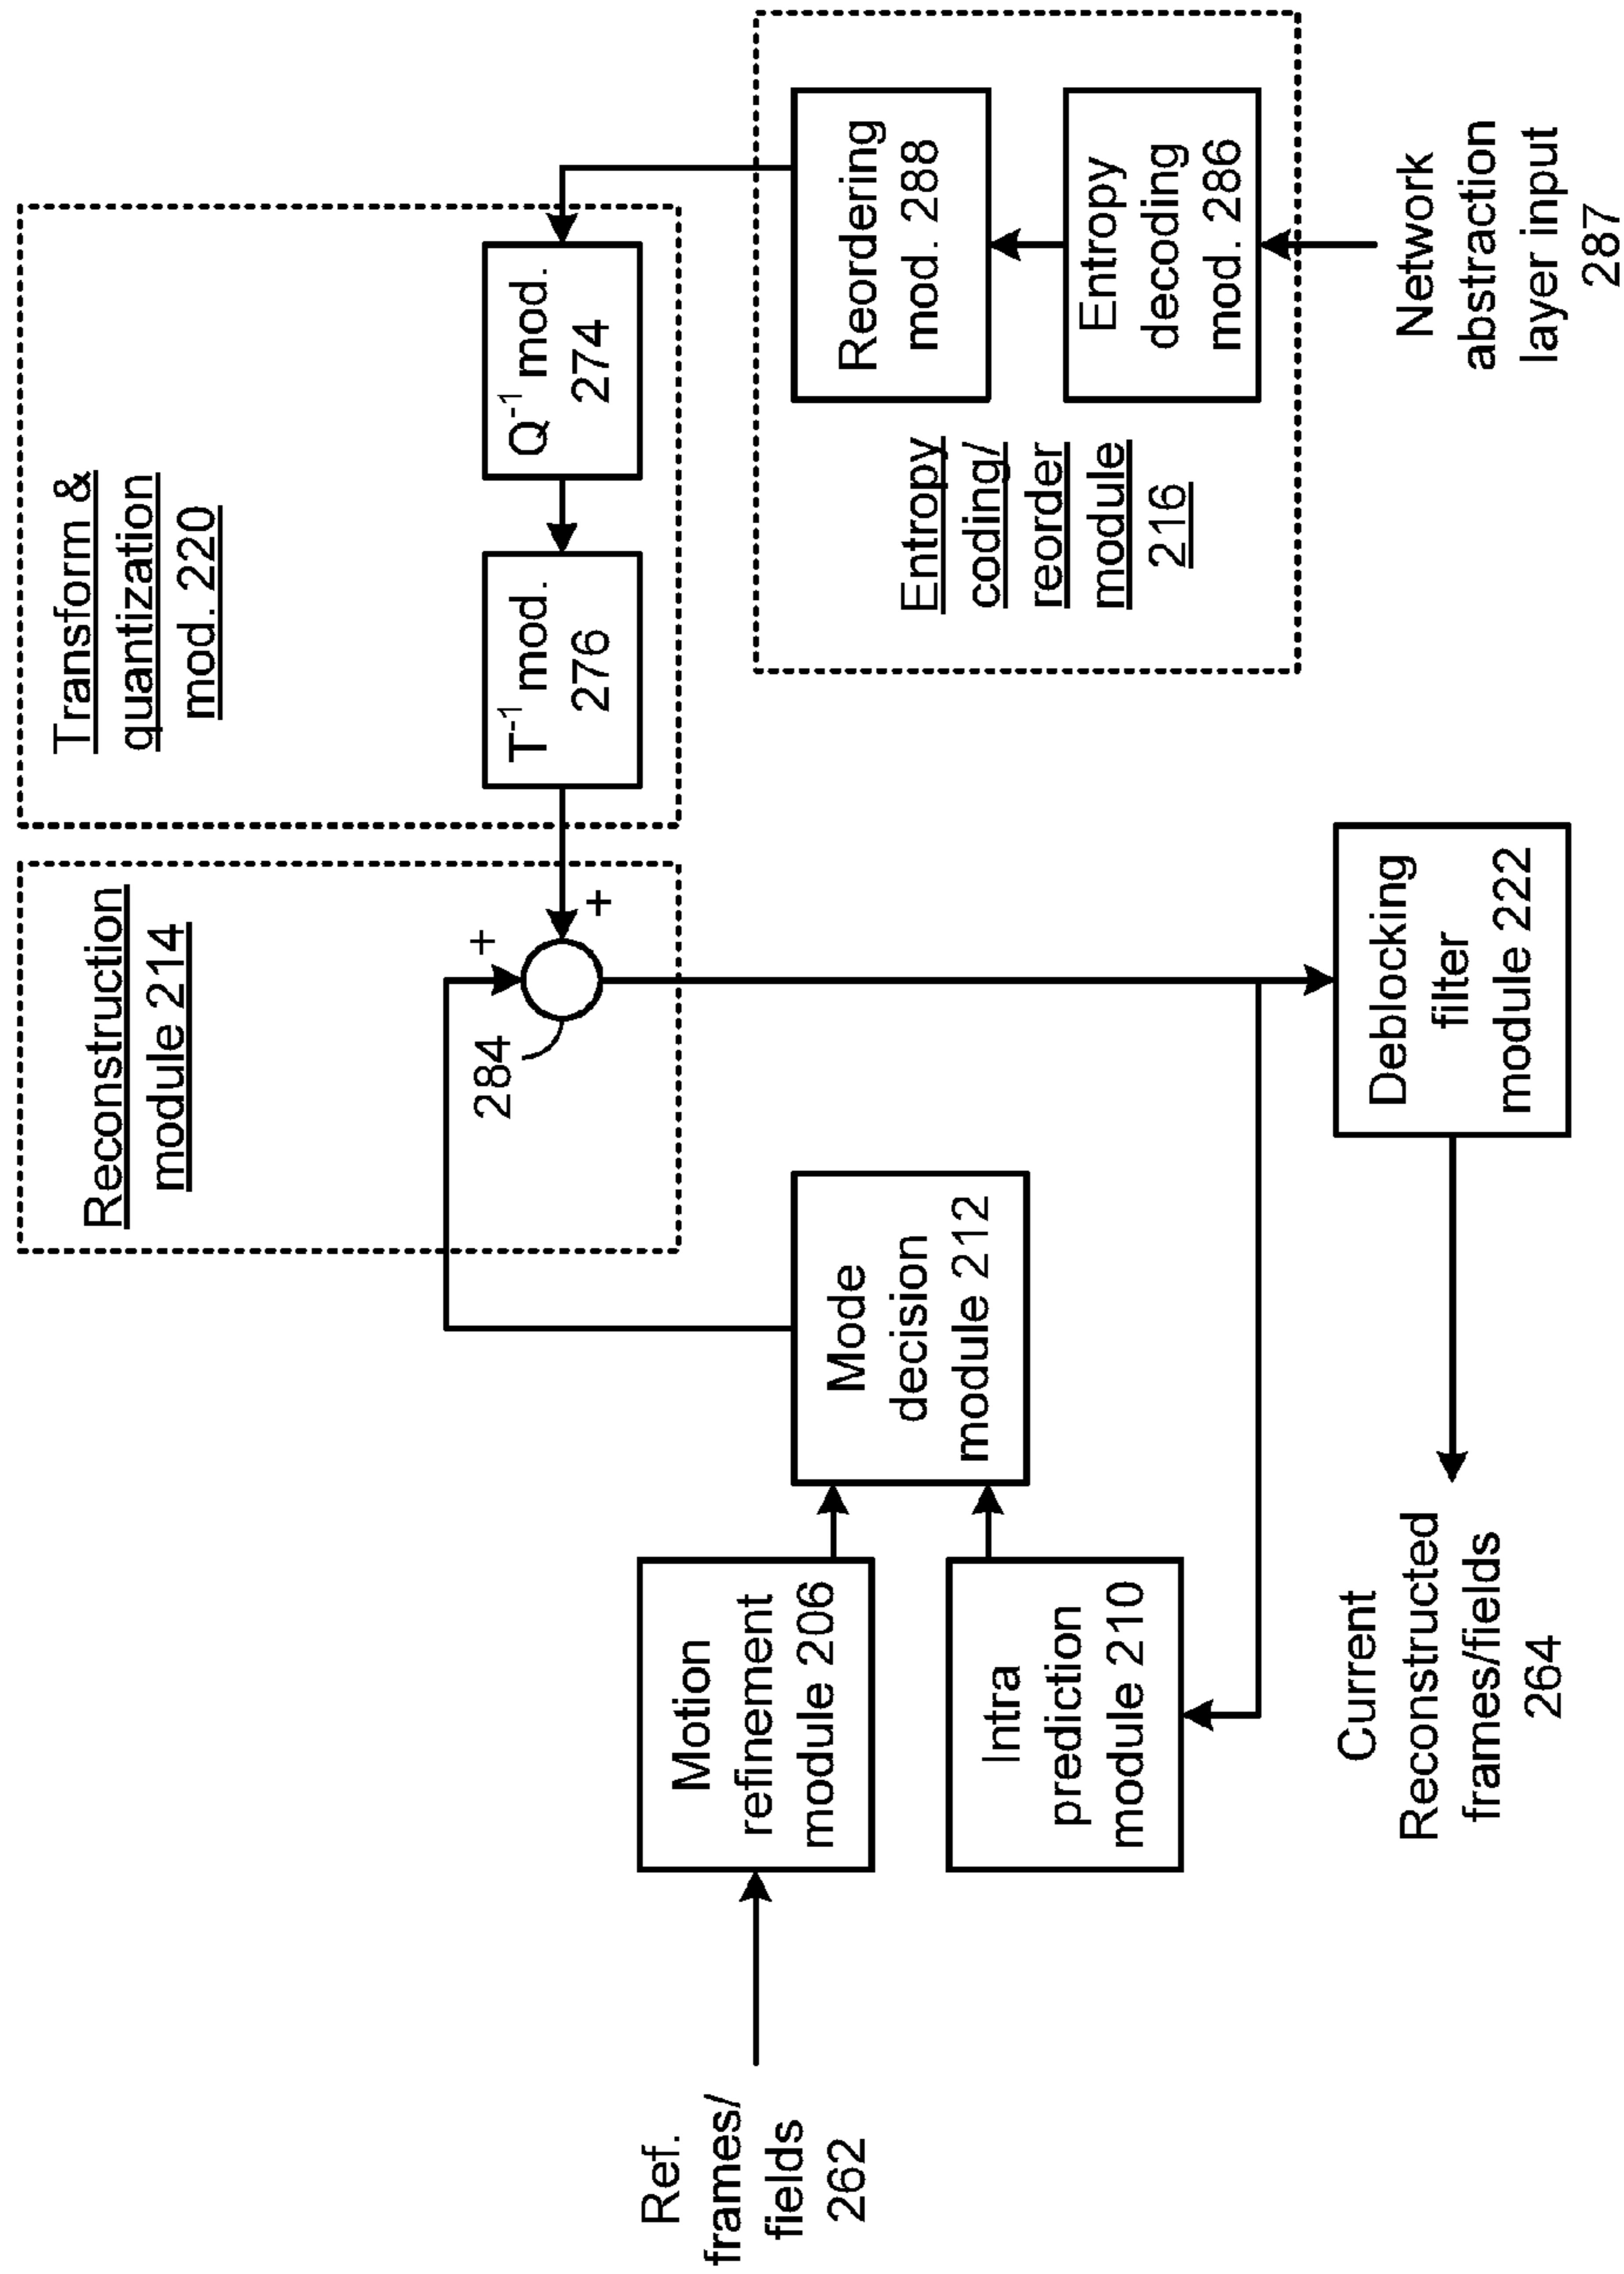 Transform &
quantization
mod. 220
Reconstruction
module 214
Q-1 mod.
274
T-1 mod.
276
+
+
284
Ref.
frames/
fields
262
Motion
refinement
module 206
Mode
decision
module 212
Intra
prediction
module 210
Reordering
mod. 288
Entropy
decoding
mod. 286
Entropy
coding/
reorder
module
216
Deblocking
filter
module 222
Current
Reconstructed
frames/fields
264
Network
abstraction
layer input
287